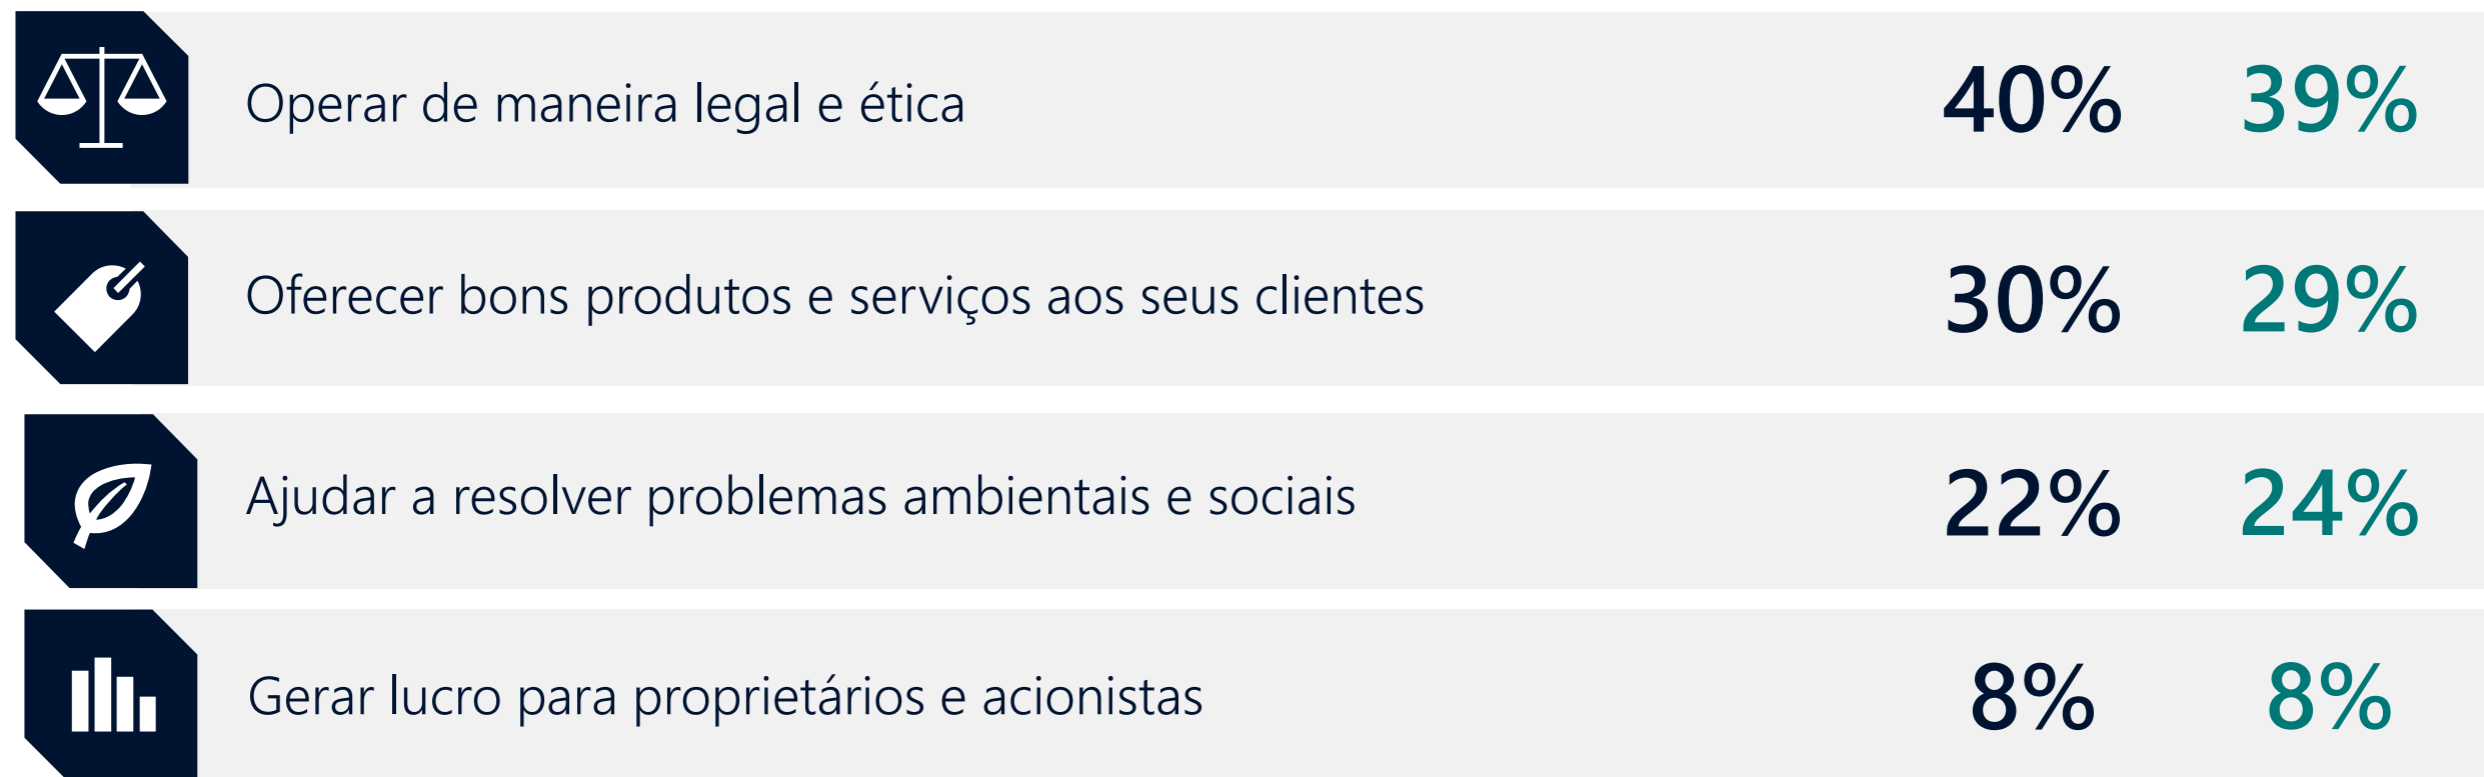 Operar de maneira legal e ética 40% 39%
Oferecer bons produtos e serviços aos seus clientes 30% 29%
Ajudar a resolver problemas ambientais e sociais 22% 24%
Gerar lucro para proprietários e acionistas 8% 8%